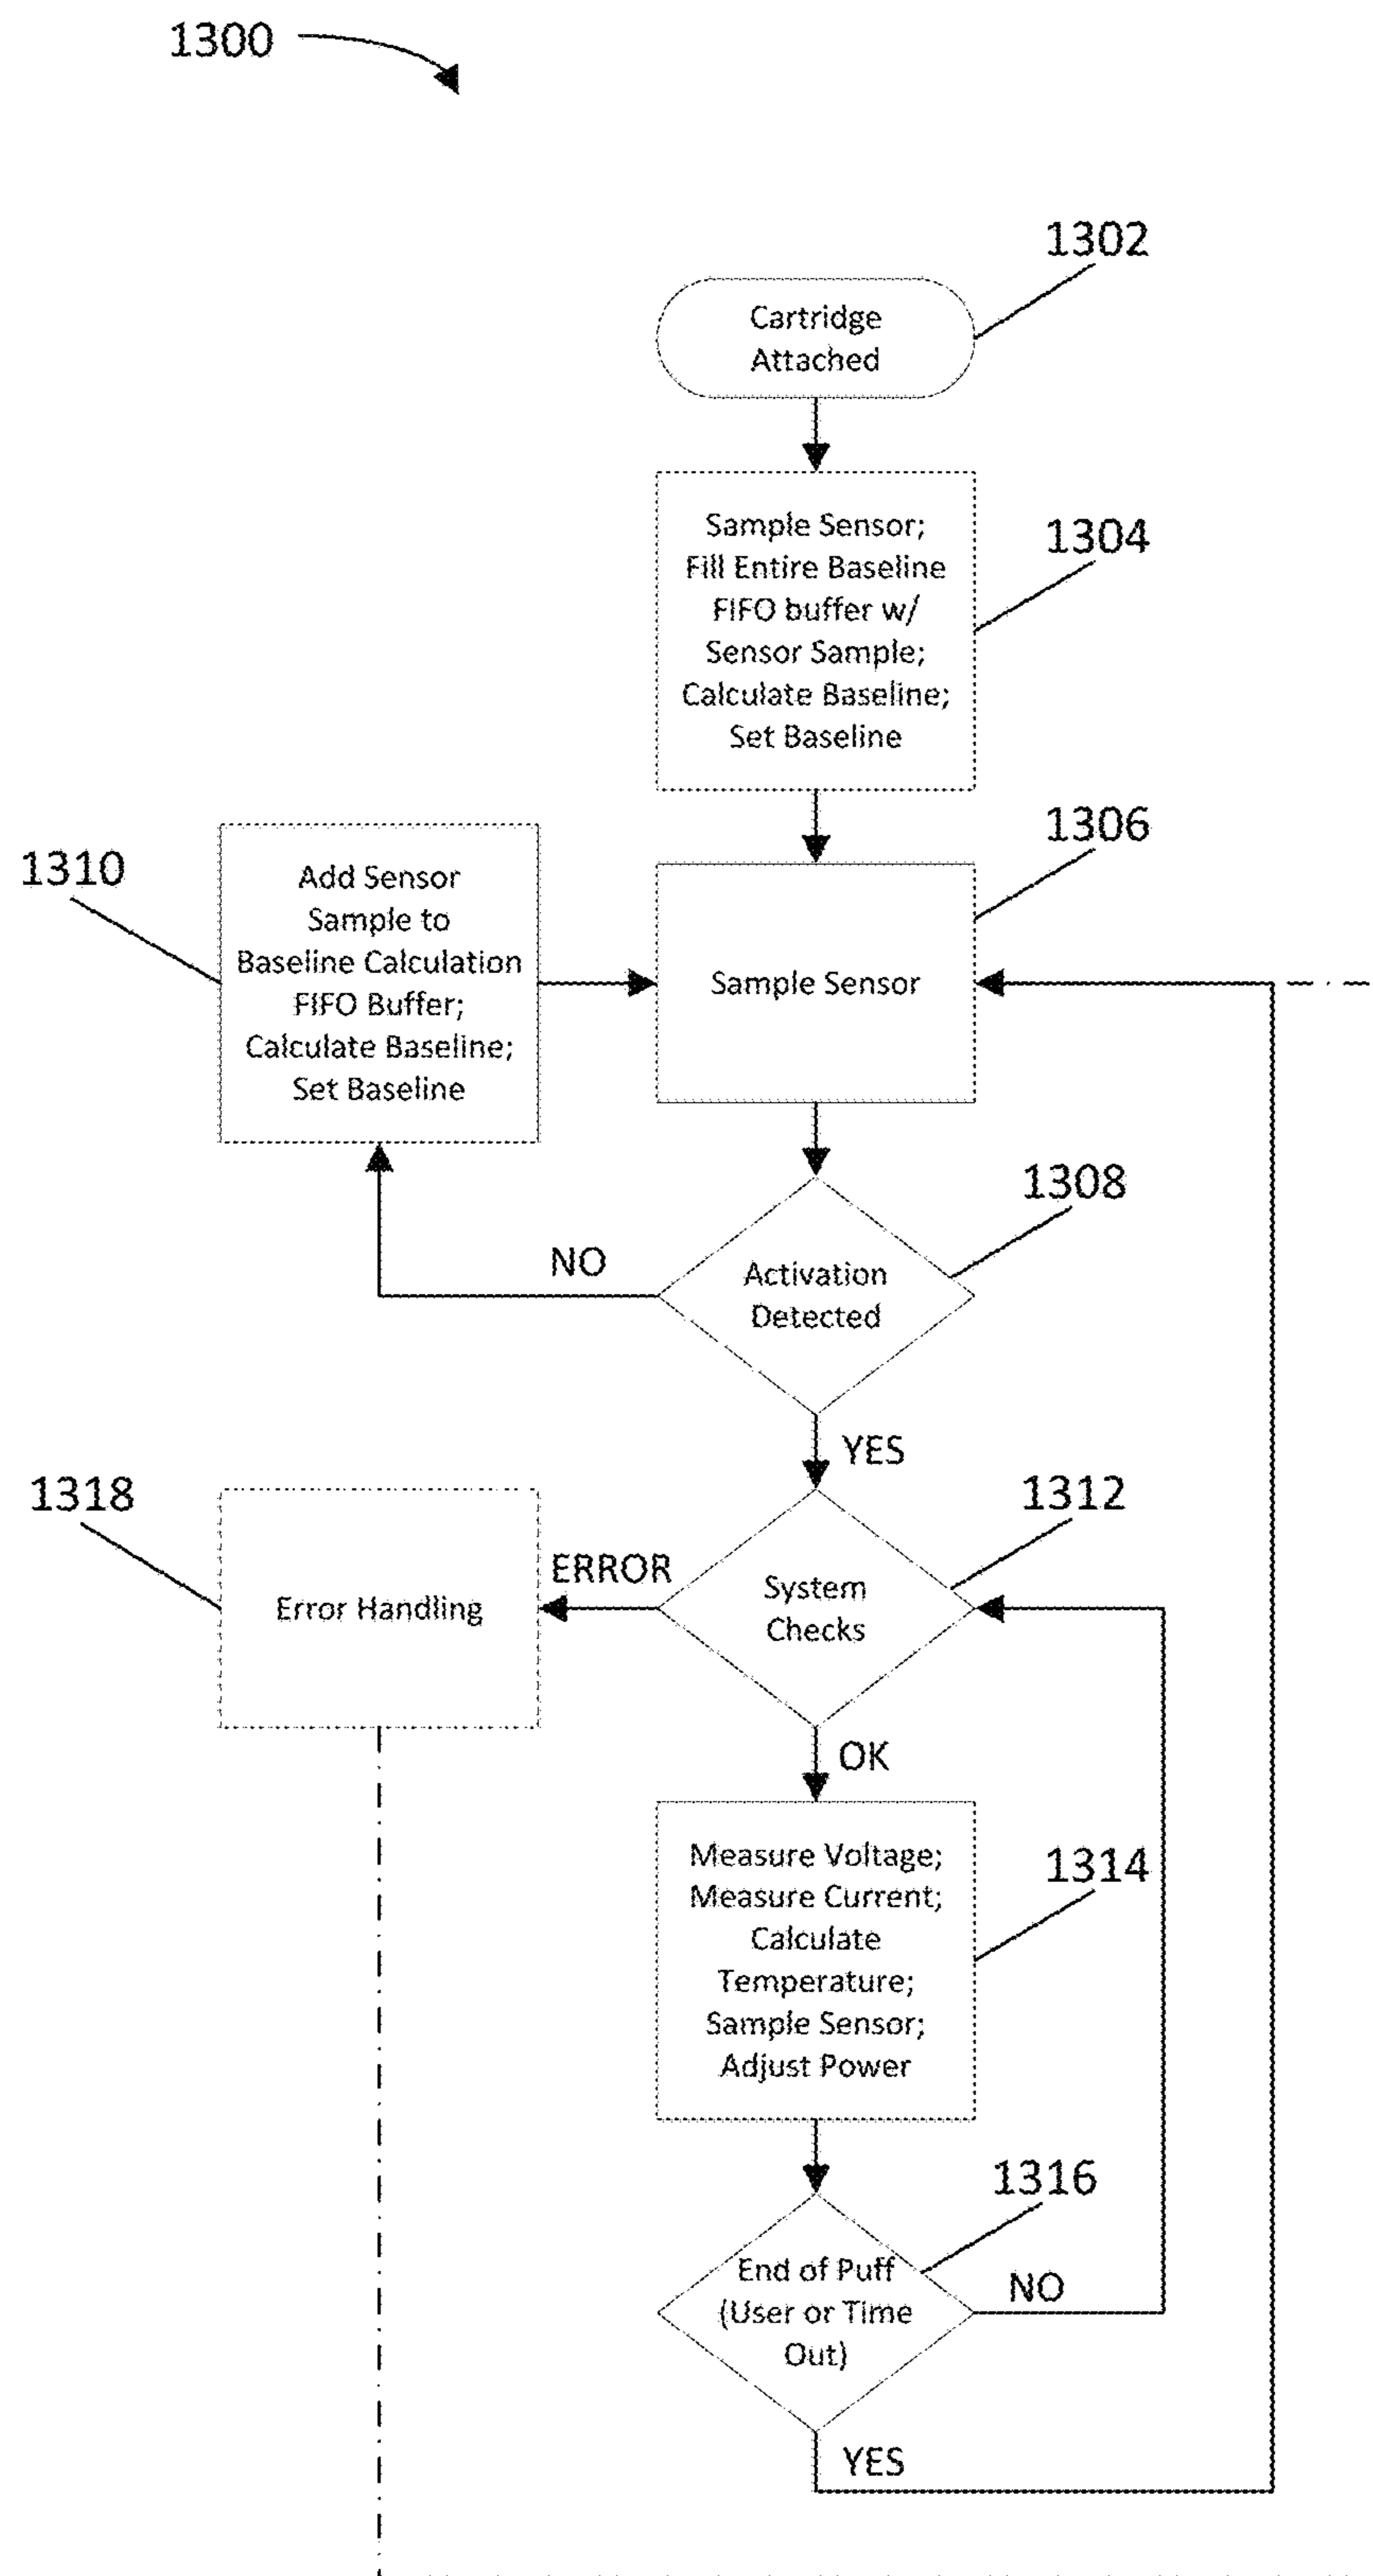 1300
1302
Cartridge
Attached
1304
Sample Sensor;
Fill Entire Baseline
FIFO buffer w/
Sensor Sample;
Calculate Baseline;
Set Baseline
1306
Sample Sensor
1310
Add Sensor
Sample to
Baseline Calculation
FIFO Buffer;
Calculate Baseline;
Set Baseline
1308
Activation
Detected
NO
YES
1312
System
Checks
ERROR
1318
Error Handling
OK
1314
Measure Voltage;
Measure Current;
Calculate
Temperature;
Sample Sensor;
Adjust Power
1316
End of Puff
(User or Time
Out)
NO
YES